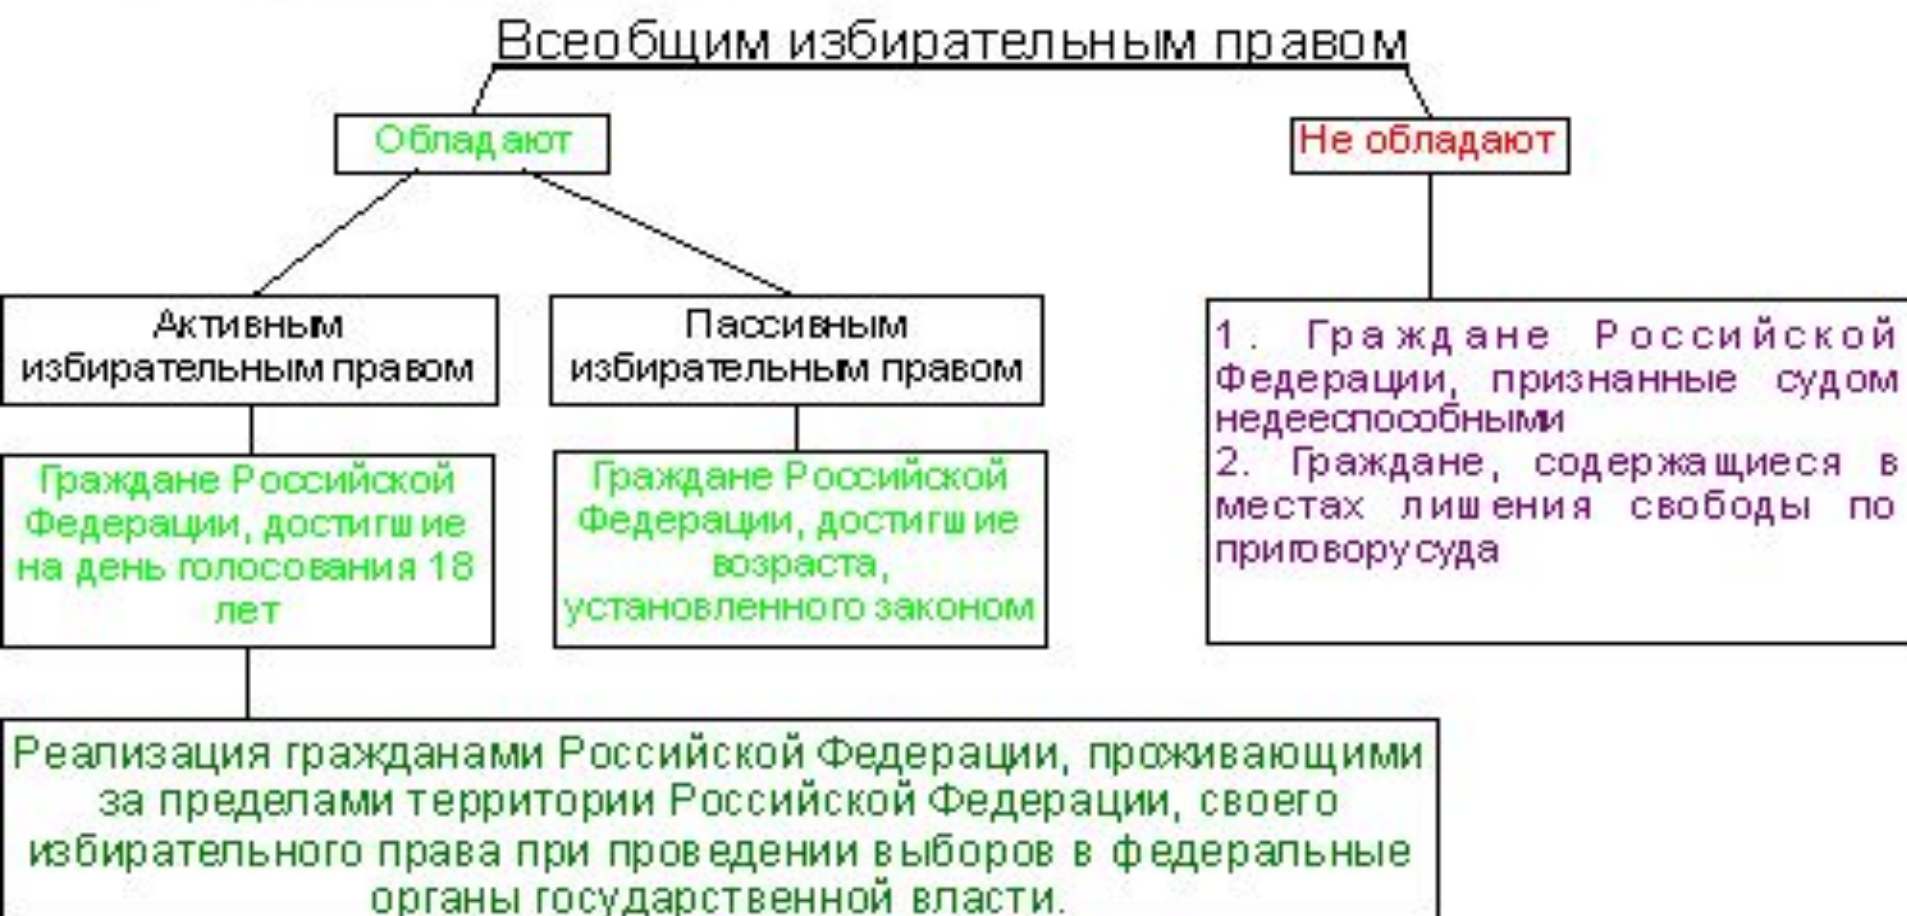 Всеобщим избирательным правом
Обладают
Не обладают
Активным
избирательным правом
Пассивным
избирательным правом
Граждане Российской
Федерации, достигшие
на день голосования 18
лет
Граждане Российской
Федерации, достигшие
возраста,
установленного законом
1. Граждане Российской
Федерации, признанные судом
недееспособными
2. Граждане, содержащиеся в
местах лишения свободы по
приговору суда
Реализация гражданами Российской Федерации, проживающими
за пределами территории Российской Федерации, своего
избирательного права при проведении выборов в федеральные
органы государственной власти.